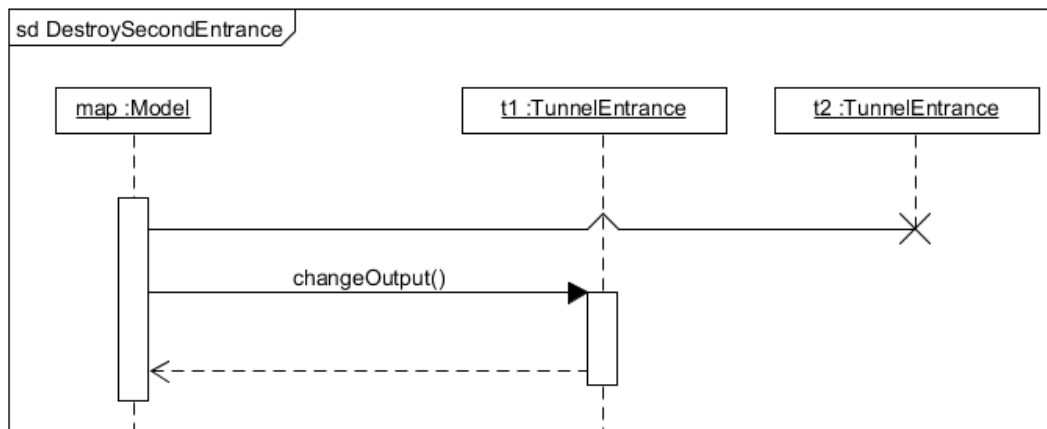 sd DestroySecondEntrance
map :Model
t1 :TunnelEntrance
t2 :TunnelEntrance
changeOutput()